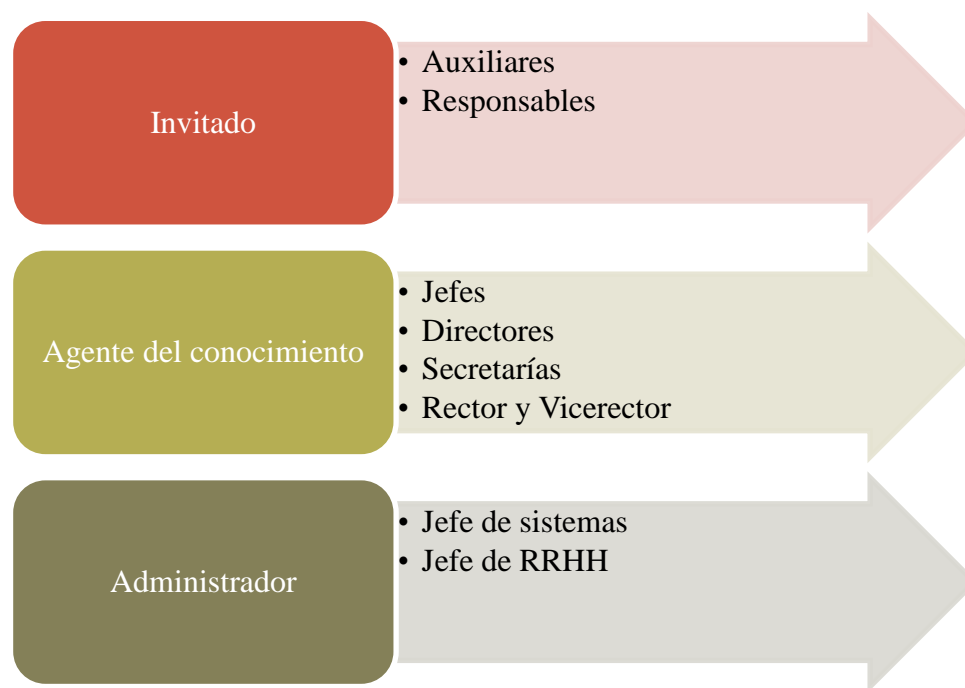 Invitado
• Auxiliares
• Responsables
Agente del conocimiento
• Jefes
• Directores
• Secretarías
• Rector y Vicerector
Administrador
• Jefe de sistemas
• Jefe de RRHH